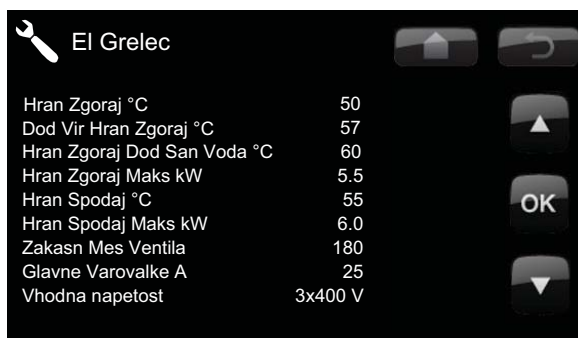 El Grelec
Hran Zgoraj °C 50
Dod Vir Hran Zgoraj °C 57
Hran Zgoraj Dod San Voda °C 60
Hran Zgoraj Maks kW 5.5
Hran Spodaj °C 55
Hran Spodaj Maks kW 6.0
Zakasn Mes Ventila 180
Glavne Varovalke A 25
Vhodna napetost 3x400 V
OK